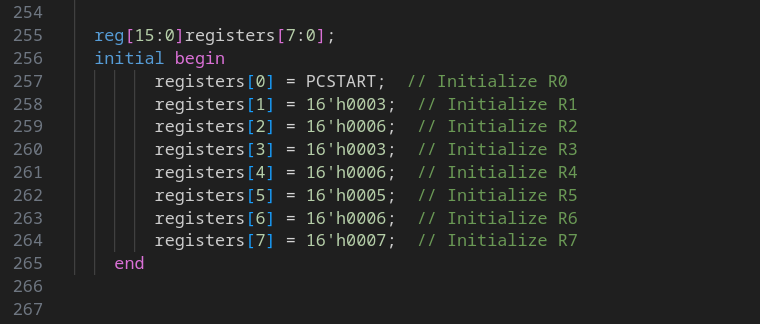 254
255 reg[15:0]registers[7:0];
256 initial begin
257 registers[0] = PCSTART; // Initialize R0
258 registers[1] = 16'h0003; // Initialize R1
259 registers[2] = 16'h0006; // Initialize R2
260 registers[3] = 16'h0003; // Initialize R3
261 registers[4] = 16'h0006; // Initialize R4
262 registers[5] = 16'h0005; // Initialize R5
263 registers[6] = 16'h0006; // Initialize R6
264 registers[7] = 16'h0007; // Initialize R7
265 end
266
267